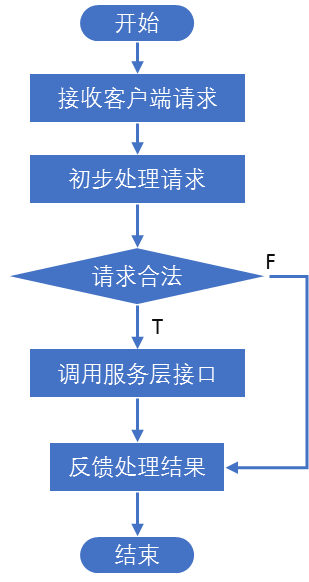 开始
接收客户端请求
初步处理请求
请求合法
F
T
调用服务层接口
反馈处理结果
结束